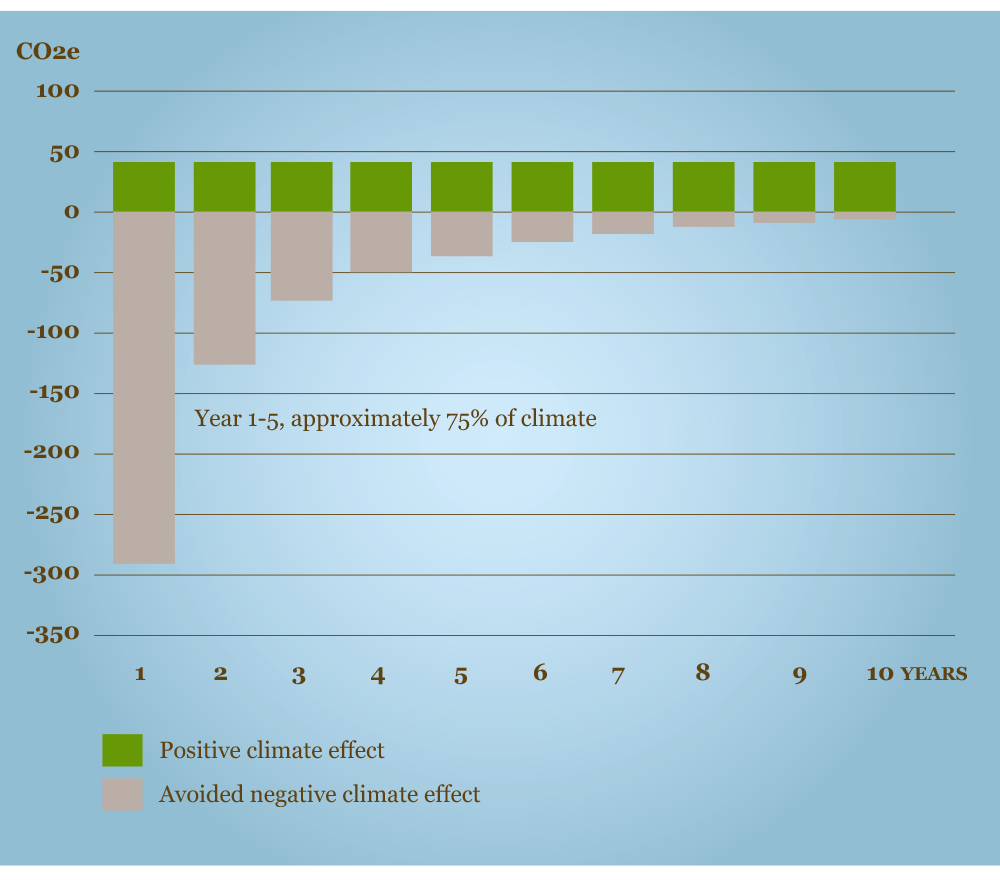 CO2e
100
50
0
-50
-100
-150
Year 1-5, approximately 75% of climate
-200
-250
-300
-350
1 2 3 4 5 6 7 8 9 10 YEARS
Positive climate effect
Avoided negative climate effect